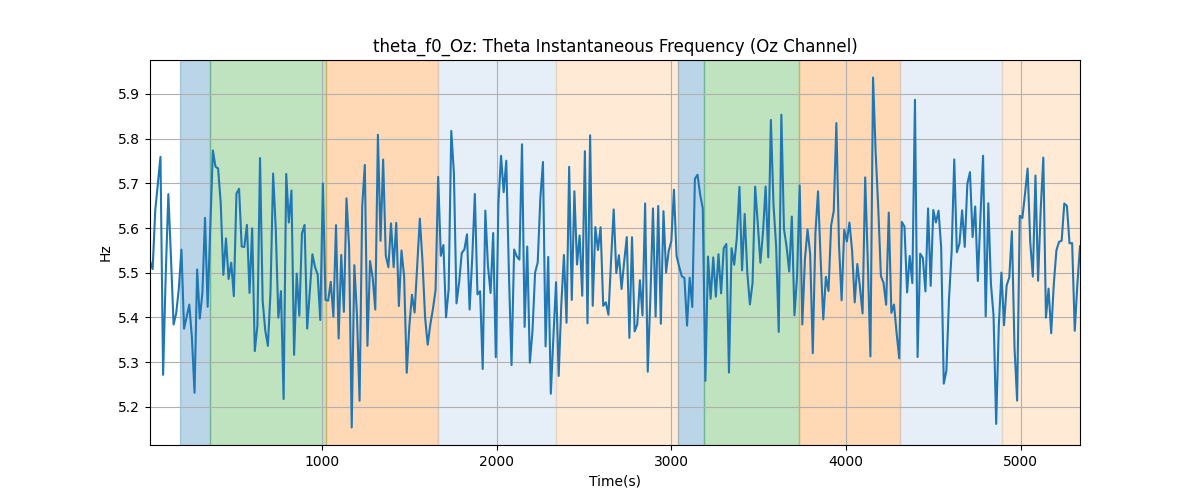 theta_f0_Oz: Theta Instantaneous Frequency (Oz Channel)
5.9
5.8
5.7
5.6
5.5
5.4
5.3
5.2
Hz
1000 2000 3000 4000 5000
Time(s)